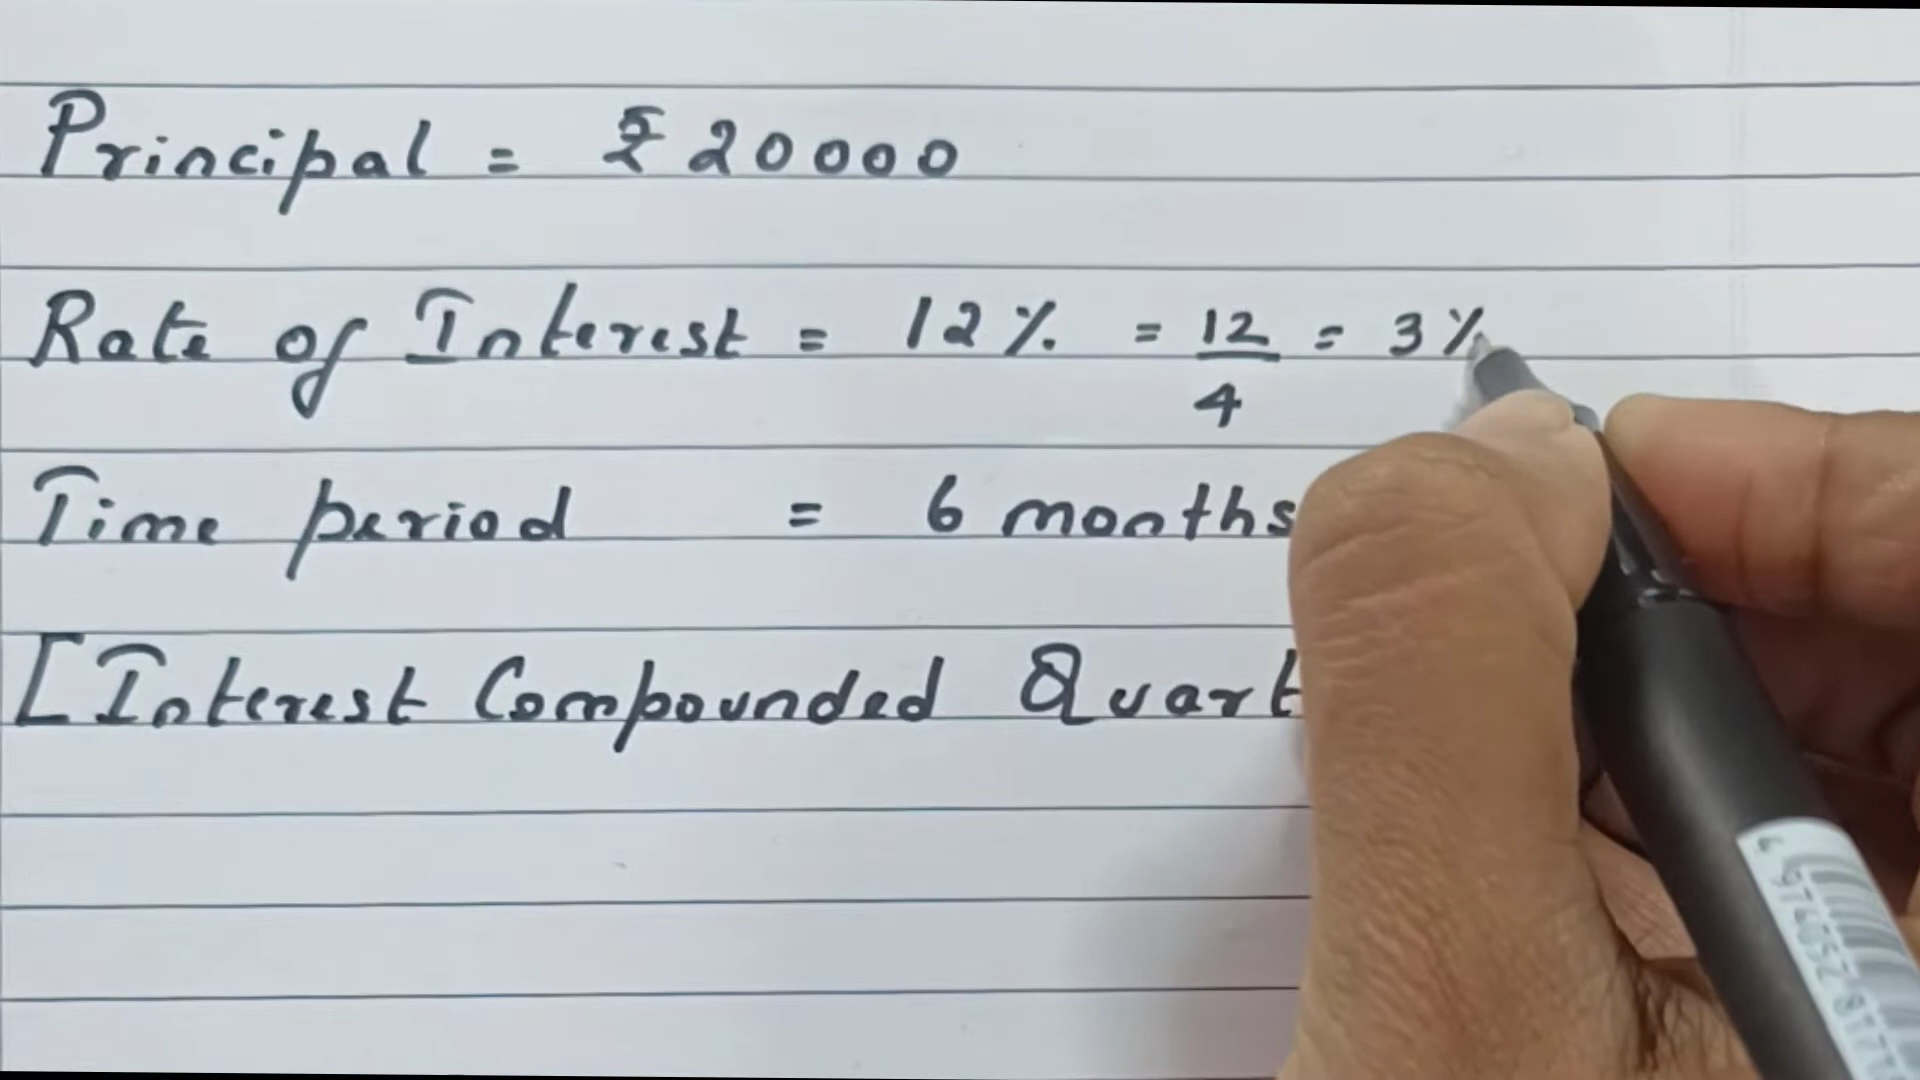 Principal = ₹ 20000
Rate of Interest = 12% = 12/4 = 3%
Time period = 6 months
[Interest Compounded Quart